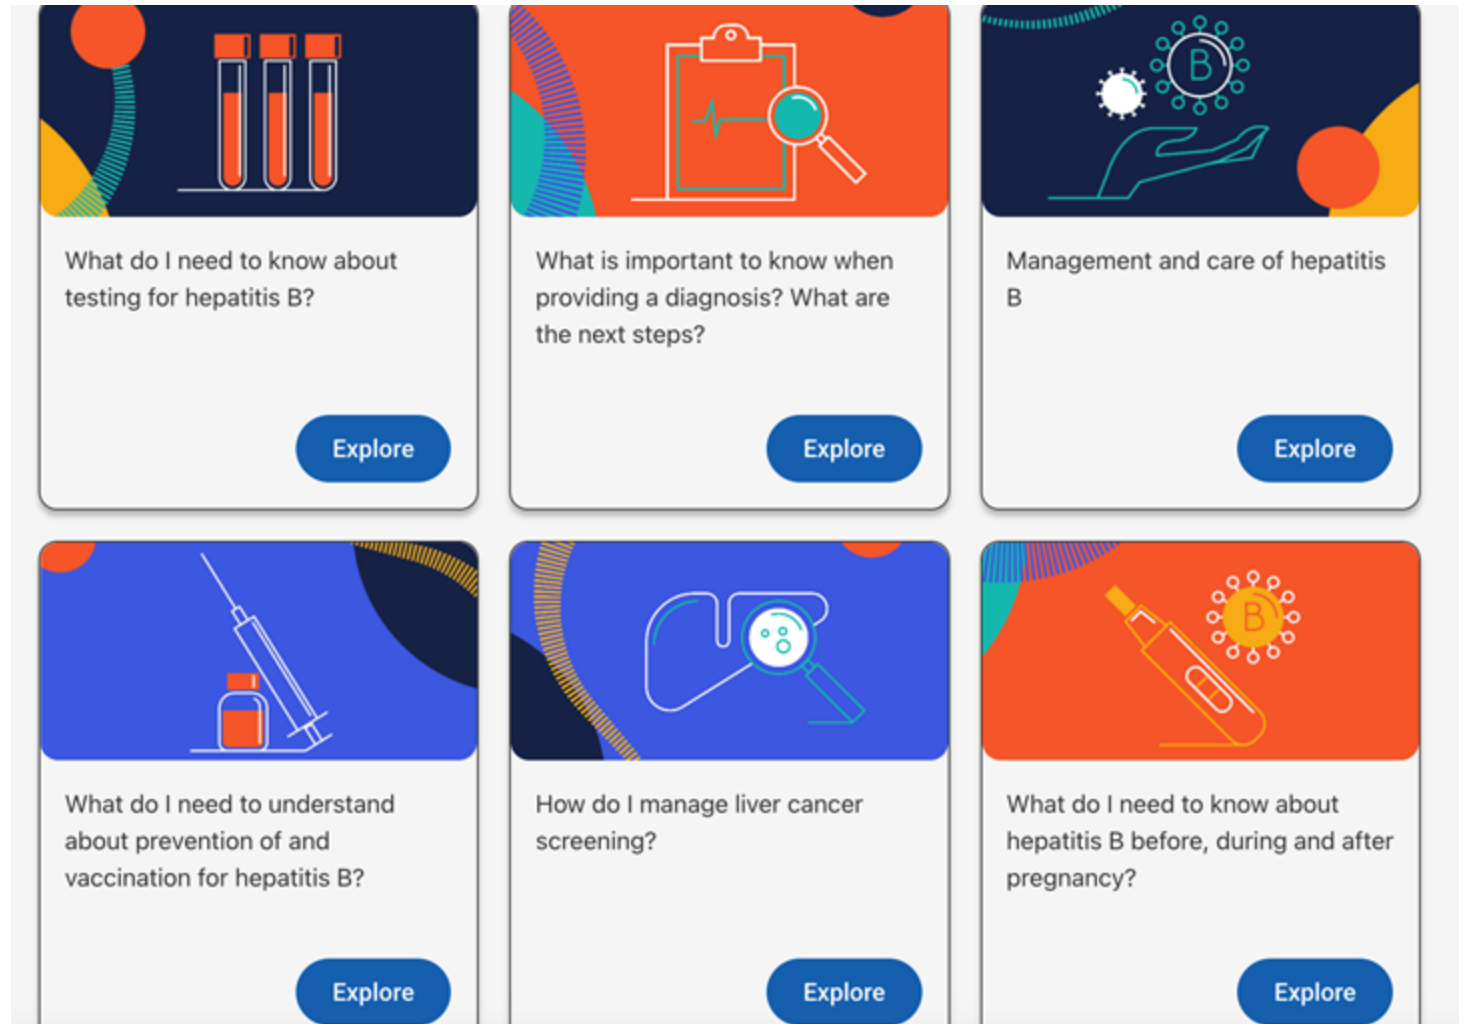 B
What do I need to know about
testing for hepatitis B?
What is important to know when
providing a diagnosis? What are
the next steps?
Management and care of hepatitis
B
Explore
Explore
Explore
B
What do I need to understand
about prevention of and
vaccination for hepatitis B?
How do I manage liver cancer
screening?
What do I need to know about
hepatitis B before, during and after
pregnancy?
Explore
Explore
Explore